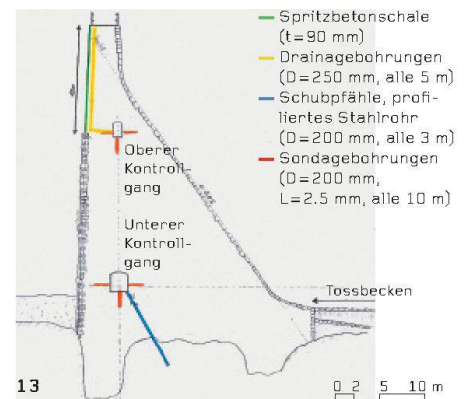 Spritzbetonschale
(t=90 mm)
Drainagebohrungen
(D=250 mm, alle 5 m)
Schubpfähle, profi-
liertes Stahlrohr
(D=200 mm, alle 3 m)
Sondagebohrungen
(D=200 mm,
L=2.5 mm, alle 10 m)
Oberer
Kontroll-
gang
Unterer
Kontroll-
gang
Tossbecken
13
0 2 5 10 m